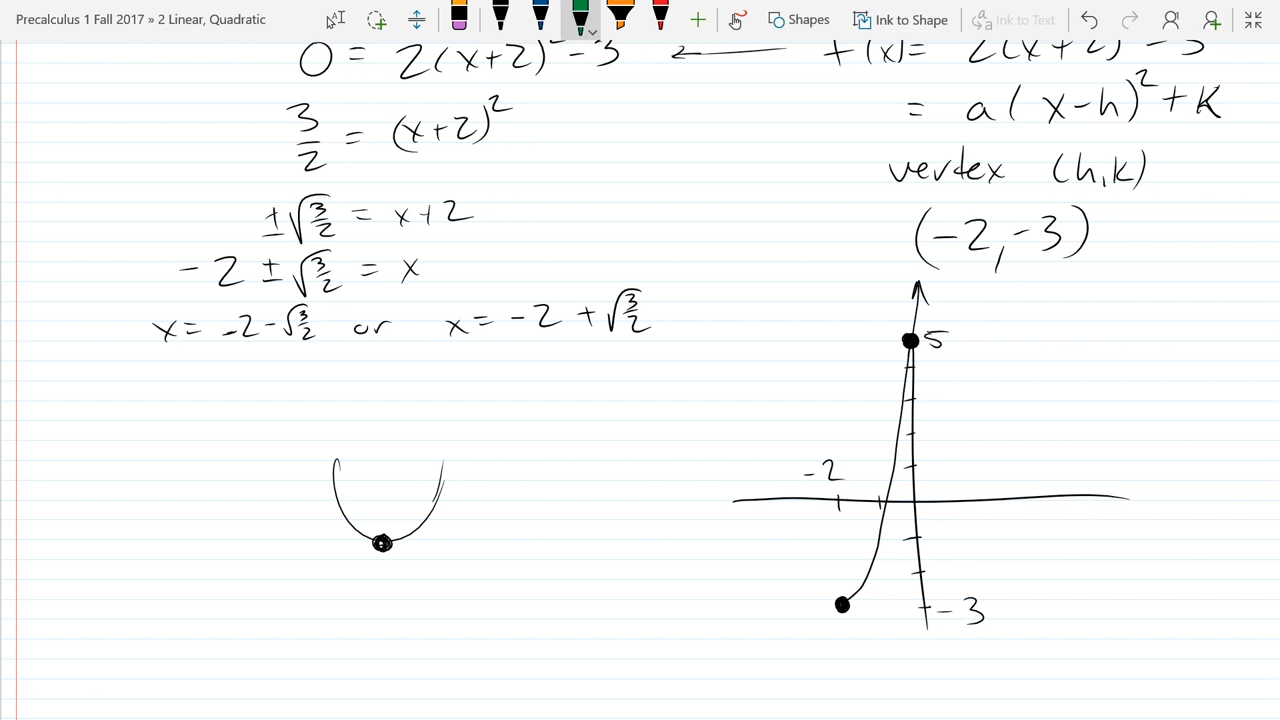 Precalculus 1 Fall 2017 » 2 Linear, Quadratic
Shapes
Ink to Shape
Ink to Text
0 = 2(x+2)² - 3
3/2 = (x+2)²
±√(3/2) = x+2
-2 ± √(3/2) = x
x = -2 - √(3/2) or x = -2 + √(3/2)
f(x) = 2(x+2)² - 3
= a(x-h)² + k
vertex (h,k)
(-2,-3)
5
-2
-3